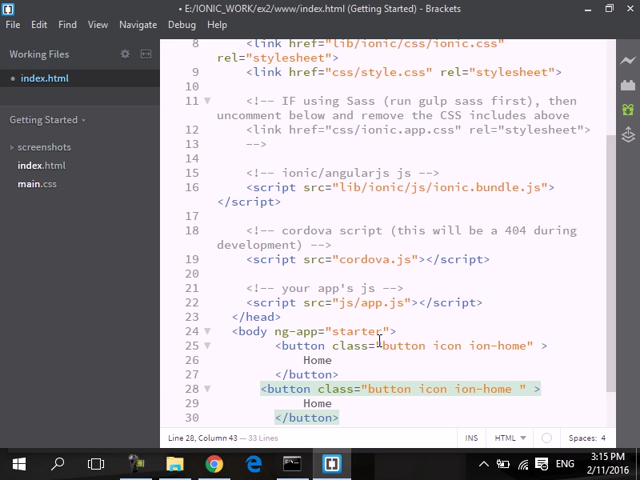 • E:/IONIC_WORK/ex2/www/index.html (Getting Started) - Brackets
File Edit Find View Navigate Debug Help
Working Files
• index.html
Getting Started
screenshots
index.html
main.css
8 <link href="lib/ionic/css/ionic.css"
rel="stylesheet">
9 <link href="css/style.css" rel="stylesheet">
10
11 <!-- IF using Sass (run gulp sass first), then
uncomment below and remove the CSS includes above
12 <link href="css/ionic.app.css" rel="stylesheet">
13 -->
14
15 <!-- ionic/angularjs js -->
16 <script src="lib/ionic/js/ionic.bundle.js">
</script>
17
18 <!-- cordova script (this will be a 404 during
development) -->
19 <script src="cordova.js"></script>
20
21 <!-- your app's js -->
22 <script src="js/app.js"></script>
23 </head>
24 <body ng-app="starter">
25 <button class="button icon ion-home" >
26 Home
27 </button>
28 <button class="button icon ion-home " >
29 Home
30 </button>
Line 28, Column 43 — 33 Lines
INS HTML Spaces: 4
ENG
3:15 PM
2/11/2016